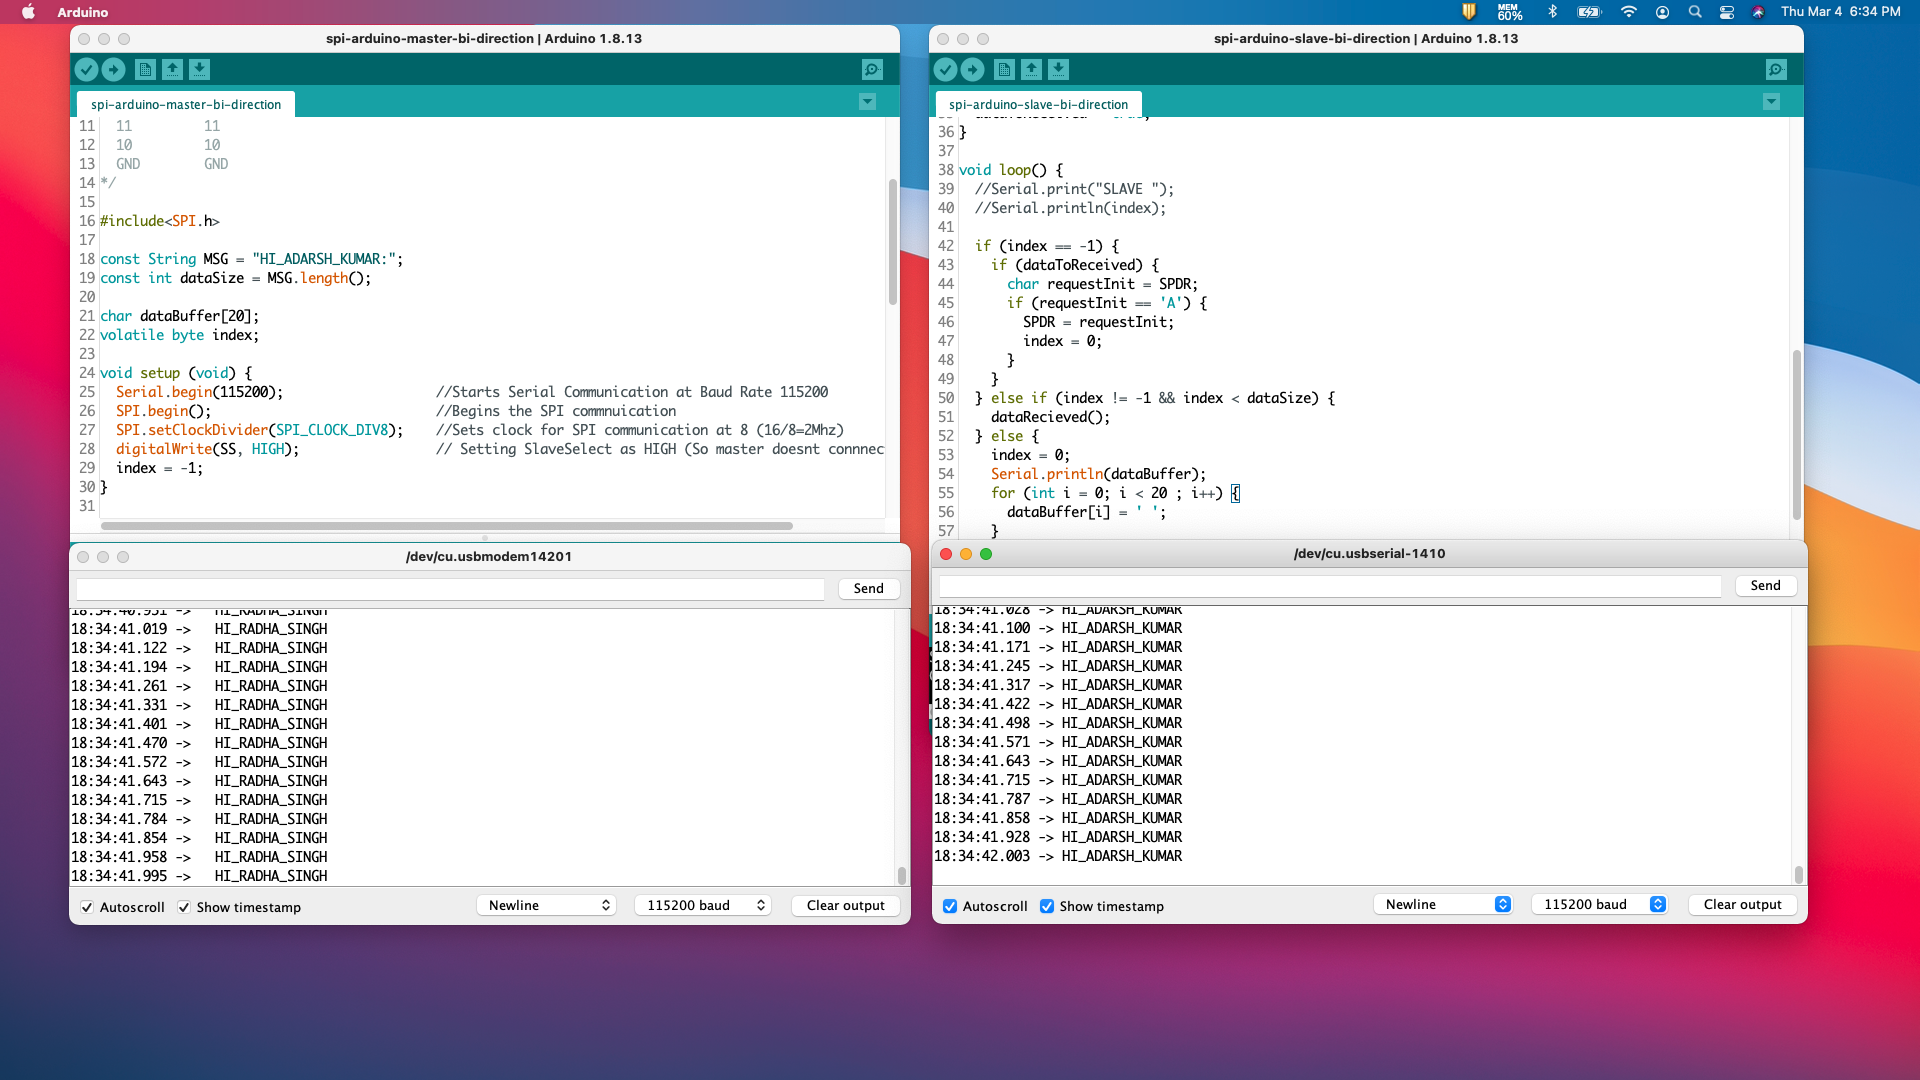 Arduino
MEM
60%
Thu Mar 4 6:34 PM
spi-arduino-master-bi-direction | Arduino 1.8.13
spi-arduino-master-bi-direction
11 11 11
12 10 10
13 GND GND
14 */
15
16 #include<SPI.h>
17
18 const String MSG = "HI_ADARSH_KUMAR:";
19 const int dataSize = MSG.length();
20
21 char dataBuffer[20];
22 volatile byte index;
23
24 void setup (void) {
25 Serial.begin(115200); //Starts Serial Communication at Baud Rate 115200
26 SPI.begin(); //Begins the SPI commnuication
27 SPI.setClockDivider(SPI_CLOCK_DIV8); //Sets clock for SPI communication at 8 (16/8=2Mhz)
28 digitalWrite(SS, HIGH); // Setting SlaveSelect as HIGH (So master doesnt connnec
29 index = -1;
30 }
31
/dev/cu.usbmodem14201
Send
18:34:40.951 -> HI_RADHA_SINGH
18:34:41.019 -> HI_RADHA_SINGH
18:34:41.122 -> HI_RADHA_SINGH
18:34:41.194 -> HI_RADHA_SINGH
18:34:41.261 -> HI_RADHA_SINGH
18:34:41.331 -> HI_RADHA_SINGH
18:34:41.401 -> HI_RADHA_SINGH
18:34:41.470 -> HI_RADHA_SINGH
18:34:41.572 -> HI_RADHA_SINGH
18:34:41.643 -> HI_RADHA_SINGH
18:34:41.715 -> HI_RADHA_SINGH
18:34:41.784 -> HI_RADHA_SINGH
18:34:41.854 -> HI_RADHA_SINGH
18:34:41.958 -> HI_RADHA_SINGH
18:34:41.995 -> HI_RADHA_SINGH
Autoscroll Show timestamp Newline 115200 baud Clear output
spi-arduino-slave-bi-direction | Arduino 1.8.13
spi-arduino-slave-bi-direction
36 }
37
38 void loop() {
39 //Serial.print("SLAVE ");
40 //Serial.println(index);
41
42 if (index == -1) {
43 if (dataToReceived) {
44 char requestInit = SPDR;
45 if (requestInit == 'A') {
46 SPDR = requestInit;
47 index = 0;
48 }
49 }
50 } else if (index != -1 && index < dataSize) {
51 dataRecieved();
52 } else {
53 index = 0;
54 Serial.println(dataBuffer);
55 for (int i = 0; i < 20 ; i++) {
56 dataBuffer[i] = ' ';
57 }
/dev/cu.usbserial-1410
Send
18:34:41.028 -> HI_ADARSH_KUMAR
18:34:41.100 -> HI_ADARSH_KUMAR
18:34:41.171 -> HI_ADARSH_KUMAR
18:34:41.245 -> HI_ADARSH_KUMAR
18:34:41.317 -> HI_ADARSH_KUMAR
18:34:41.422 -> HI_ADARSH_KUMAR
18:34:41.498 -> HI_ADARSH_KUMAR
18:34:41.571 -> HI_ADARSH_KUMAR
18:34:41.643 -> HI_ADARSH_KUMAR
18:34:41.715 -> HI_ADARSH_KUMAR
18:34:41.787 -> HI_ADARSH_KUMAR
18:34:41.858 -> HI_ADARSH_KUMAR
18:34:41.928 -> HI_ADARSH_KUMAR
18:34:42.003 -> HI_ADARSH_KUMAR
Autoscroll Show timestamp Newline 115200 baud Clear output